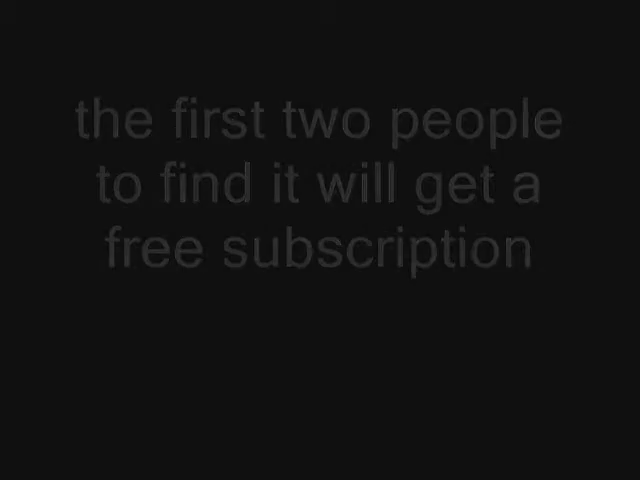 the first two people
to find it will get a
free subscription